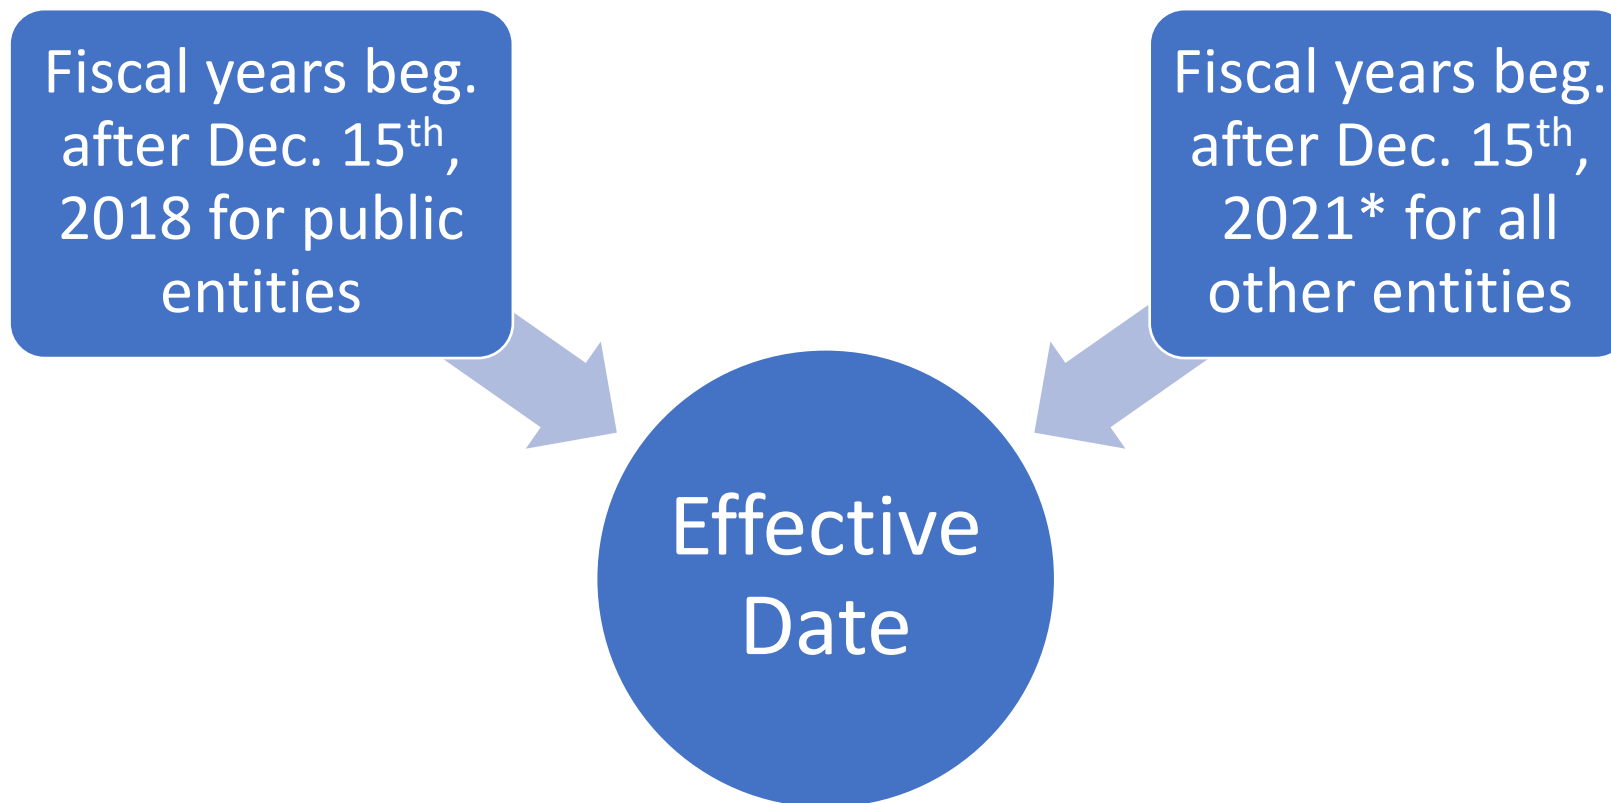 Fiscal years beg.
after Dec. 15th,
2018 for public
entities
Fiscal years beg.
after Dec. 15th,
2021* for all
other entities
Effective
Date